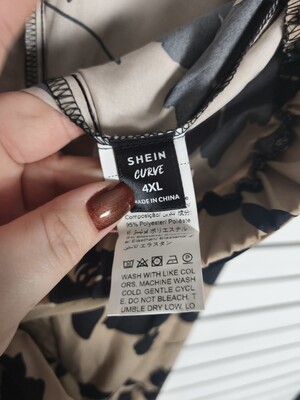 SHEIN
CURVE
4XL
MADE IN CHINA
95% Polyester/ Poliéste
WASH WITH LIKE COL
ORS. MACHINE WASH
COLD. GENTLE CYCL
E. DO NOT BLEACH, T
UMBLE DRY LOW, LO